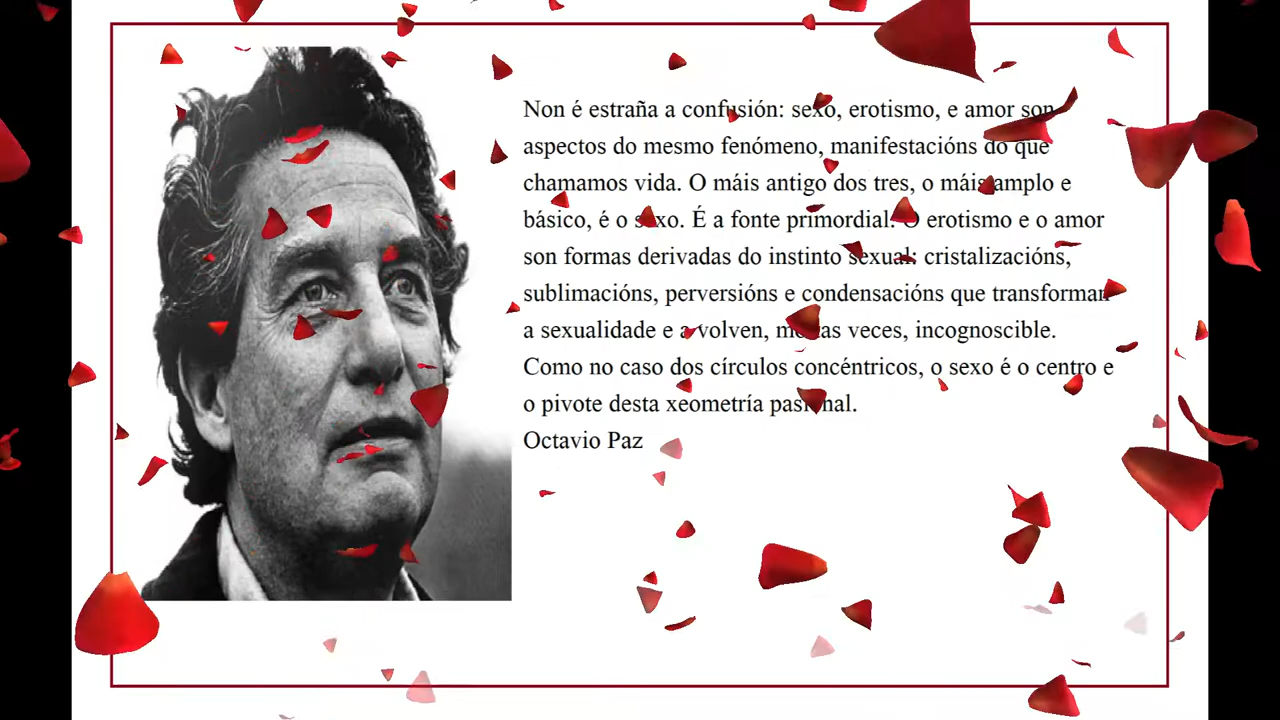 Non é estraña a confusión: sexo, erotismo, e amor son
aspectos do mesmo fenómeno, manifestacións do que
chamamos vida. O máis antigo dos tres, o máis amplo e
básico, é o sexo. É a fonte primordial. O erotismo e o amor
son formas derivadas do instinto sexual: cristalizacións,
sublimacións, perversións e condensacións que transforman
a sexualidade e a volven, moitas veces, incognoscible.
Como no caso dos círculos concéntricos, o sexo é o centro e
o pivote desta xeometría pasional.
Octavio Paz